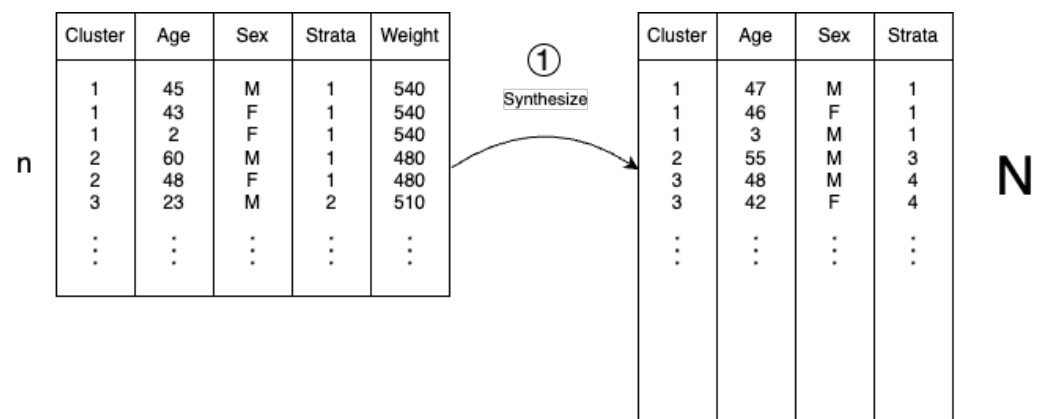 Cluster Age Sex Strata Weight
1 45 M 1 540
1 43 F 1 540
1 2 F 1 540
2 60 M 1 480
2 48 F 1 480
3 23 M 2 510
n
①
Synthesize
Cluster Age Sex Strata
1 47 M 1
1 46 F 1
1 3 M 1
2 55 M 3
3 48 M 4
3 42 F 4
N